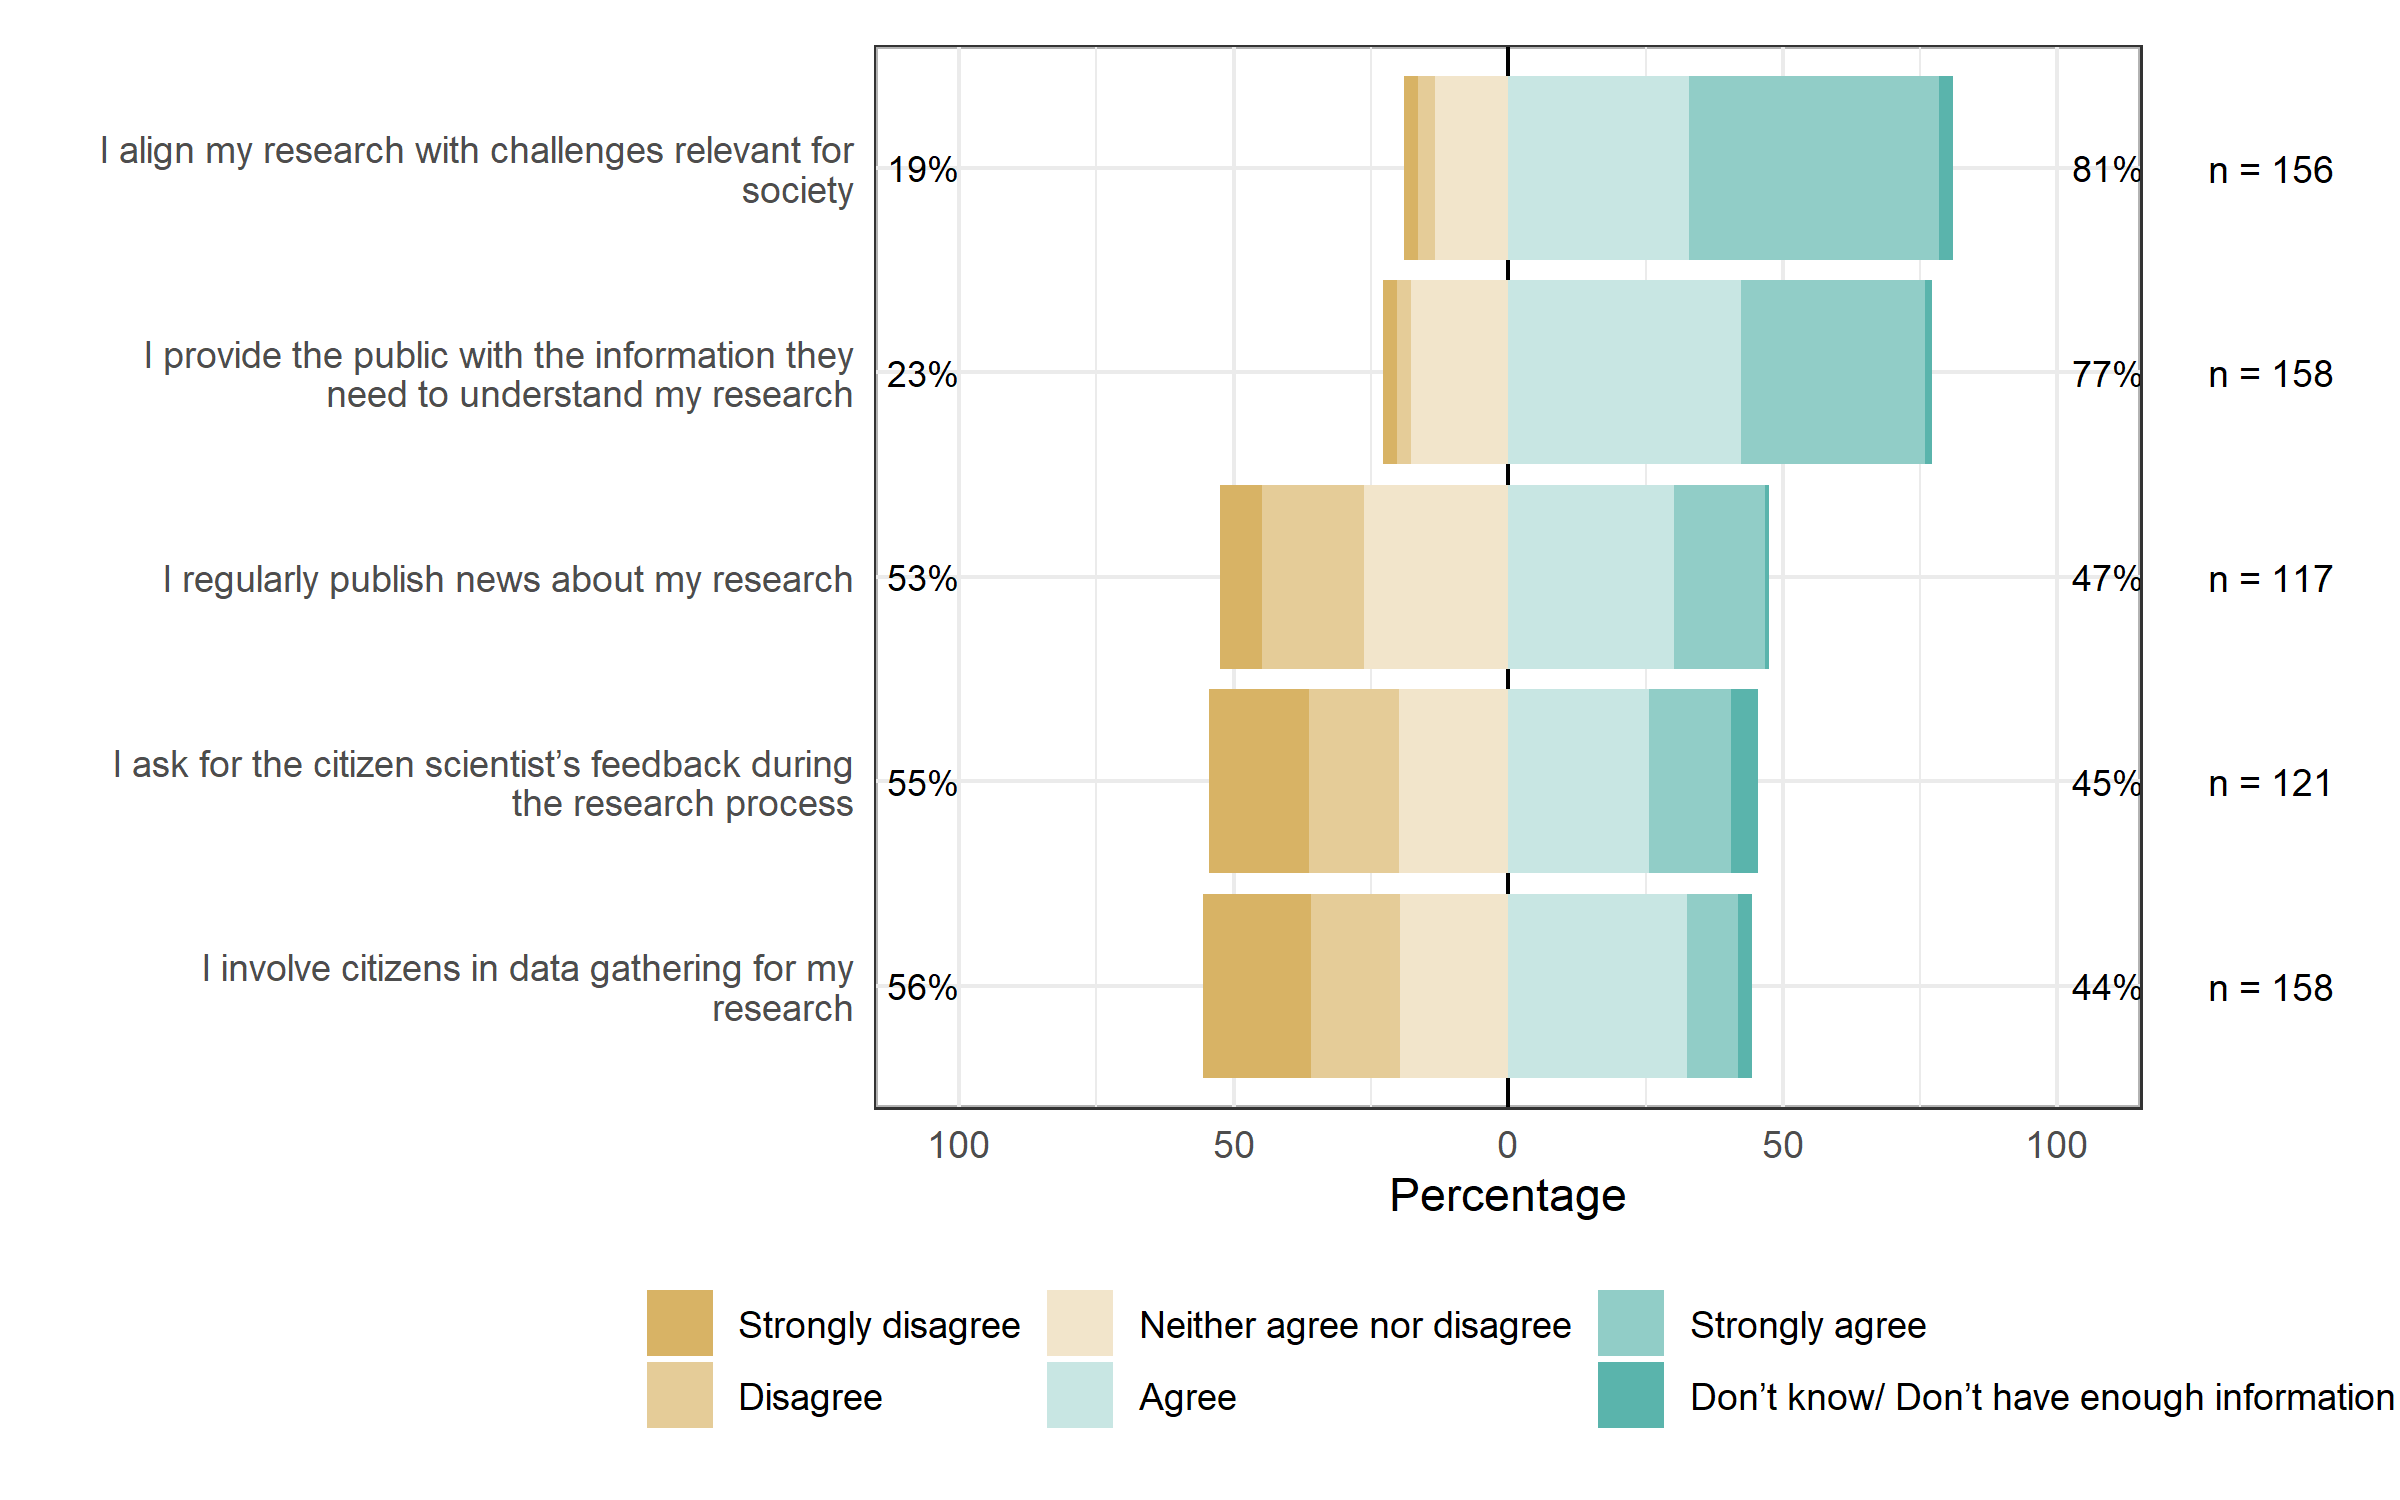 I align my research with challenges relevant for
society
19%
81%
n = 156
I provide the public with the information they
need to understand my research
23%
77%
n = 158
I regularly publish news about my research
53%
47%
n = 117
I ask for the citizen scientist’s feedback during
the research process
55%
45%
n = 121
I involve citizens in data gathering for my
research
56%
44%
n = 158
100 50 0 50 100
Percentage
Strongly disagree
Neither agree nor disagree
Strongly agree
Disagree
Agree
Don’t know/ Don’t have enough information